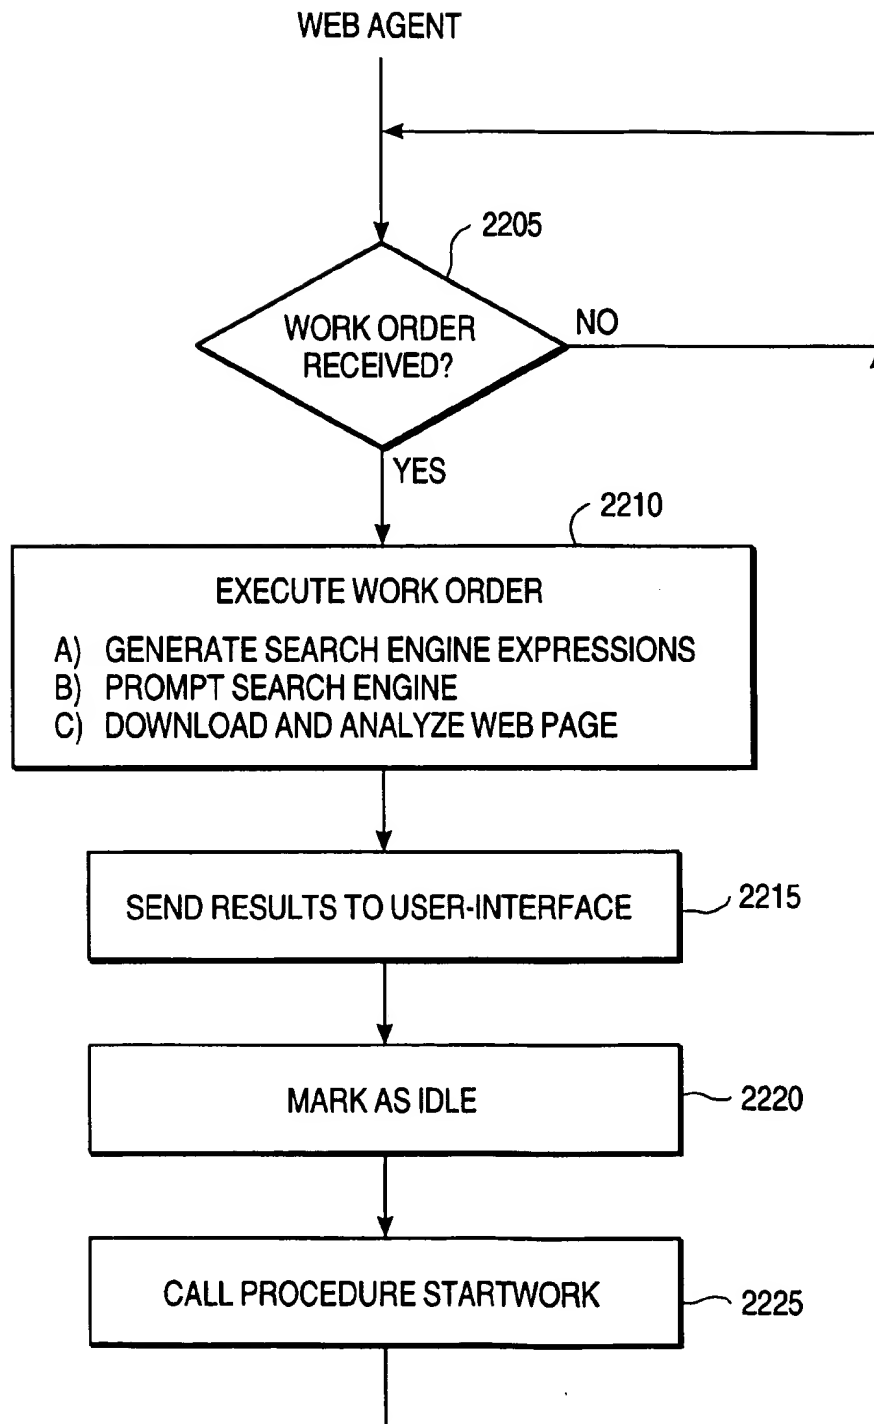 WEB AGENT
2205
WORK ORDER
RECEIVED?
NO
YES
2210
EXECUTE WORK ORDER
A) GENERATE SEARCH ENGINE EXPRESSIONS
B) PROMPT SEARCH ENGINE
C) DOWNLOAD AND ANALYZE WEB PAGE
SEND RESULTS TO USER-INTERFACE
2215
MARK AS IDLE
2220
CALL PROCEDURE STARTWORK
2225